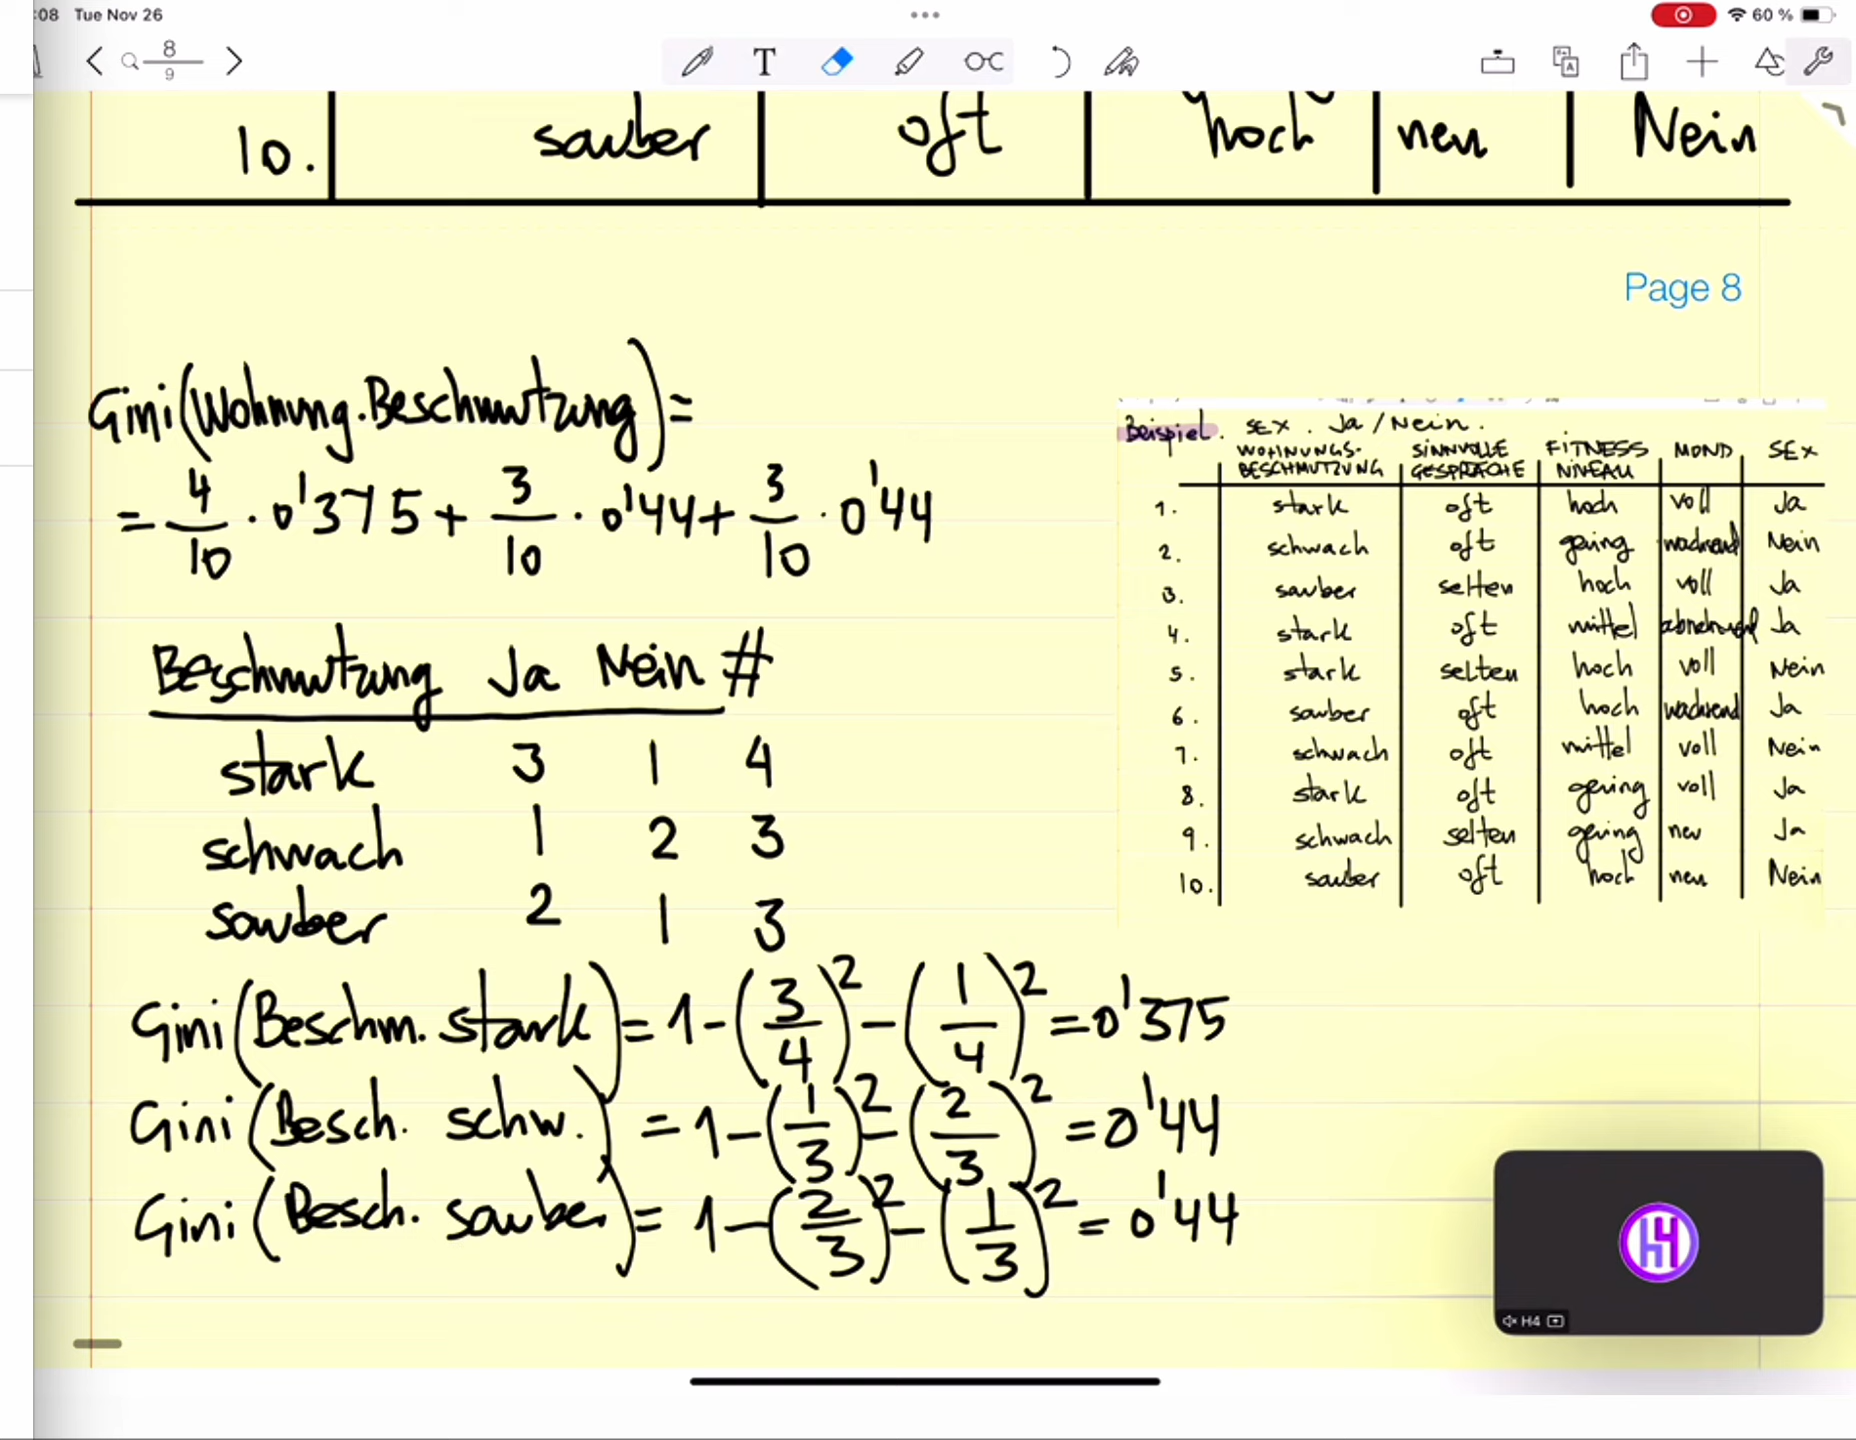 :08 Tue Nov 26 60 %
8
9
T
10. sauber oft hoch neu Nein
Page 8
Gini(Wohnung.Beschmutzung)=
= 4/10 · 0'375 + 3/10 · 0'44 + 3/10 · 0'44
Beschmutzung Ja Nein #
stark 3 1 4
schwach 1 2 3
sauber 2 1 3
Gini(Beschm. stark) = 1 - (3/4)² - (1/4)² = 0'375
Gini(Besch. schw.) = 1 - (1/3)² - (2/3)² = 0'44
Gini(Besch. sauber) = 1 - (2/3)² - (1/3)² = 0'44
Beispiel. SEX. Ja/Nein.
WOHNUNGS- SINNVOLLE FITNESS MOND SEX
BESCHMUTZUNG GESPRÄCHE NIVEAU
1. stark oft hoch voll Ja
2. schwach oft gering wachsend Nein
3. sauber selten hoch voll Ja
4. stark oft mittel abnehmend Ja
5. stark selten hoch voll Nein
6. sauber oft hoch wachsend Ja
7. schwach oft mittel voll Nein
8. stark oft gering voll Ja
9. schwach selten gering neu Ja
10. sauber oft hoch neu Nein
H4